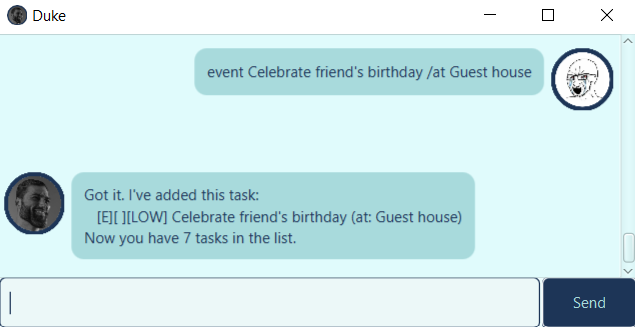 Duke
event Celebrate friend's birthday /at Guest house
Got it. I've added this task:
[E][ ][LOW] Celebrate friend's birthday (at: Guest house)
Now you have 7 tasks in the list.
Send